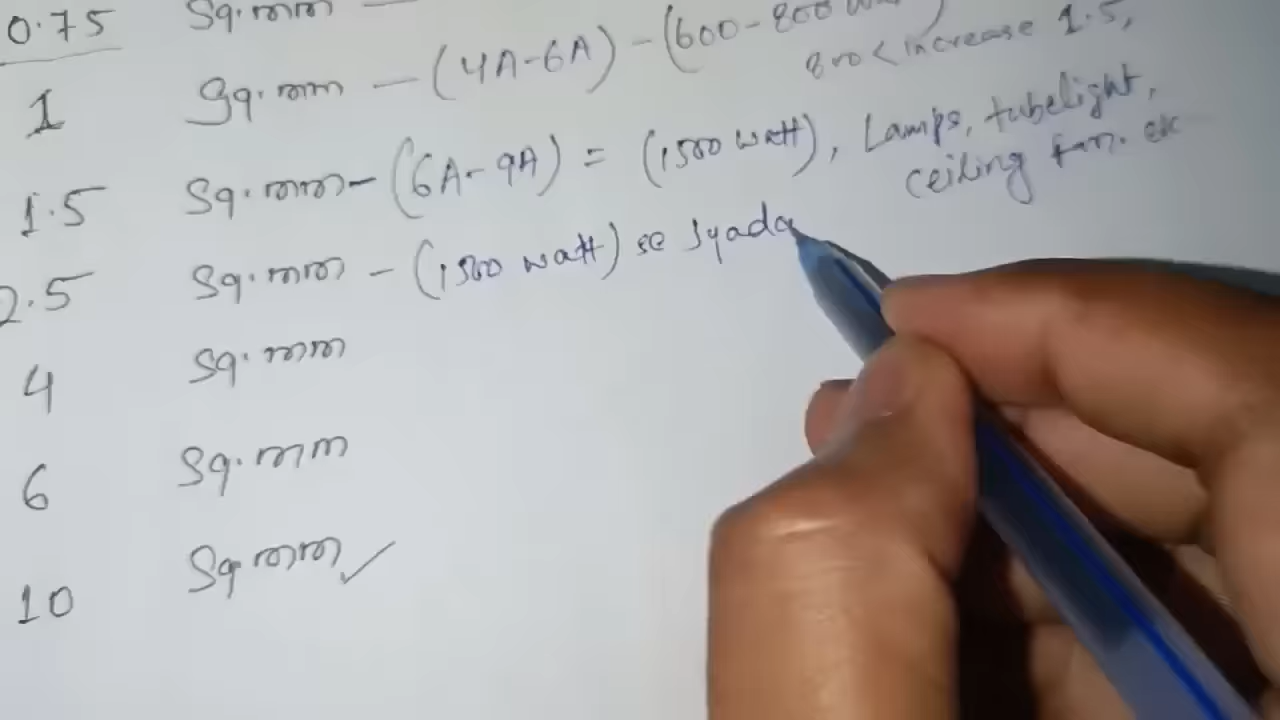 0.75 Sq.mm
1 Sq.mm - (4A-6A) - (600-800 watt)
800 < increase 1.5,
1.5 Sq.mm - (6A-9A) = (1500 watt), Lamps, tubelight,
ceiling fan. etc
2.5 Sq.mm - (1500 watt) se Jyada
4 Sq.mm
6 Sq.mm
10 Sq.mm ✓